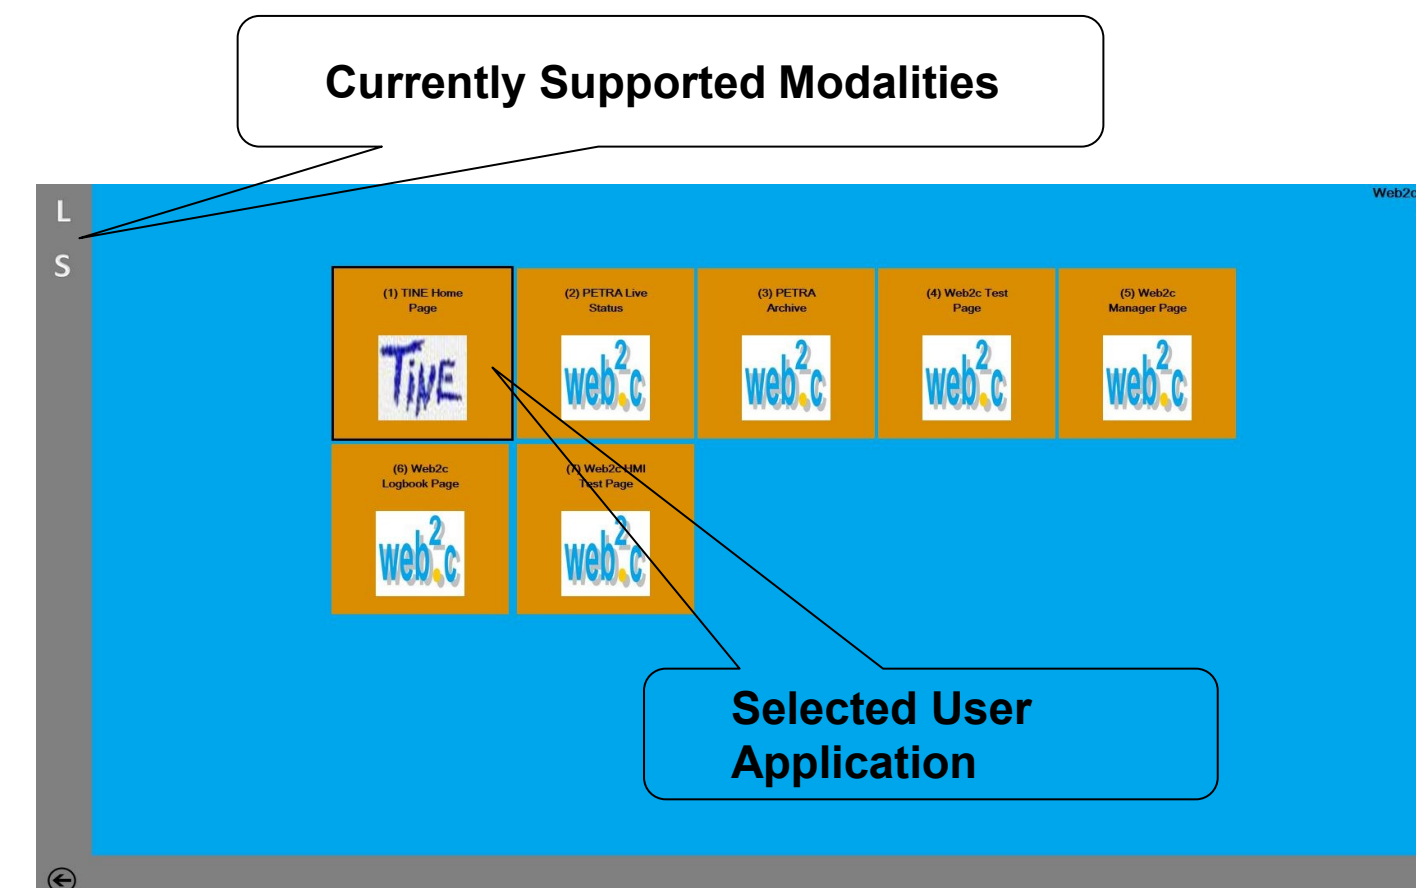 Currently Supported Modalities
L
S
Web2c
(1) TINE Home
Page
TINE
(2) PETRA Live
Status
web2c
(3) PETRA
Archive
web2c
(4) Web2c Test
Page
web2c
(5) Web2c
Manager Page
web2c
(6) Web2c
Logbook Page
web2c
(7) Web2c HMI
Test Page
web2c
Selected User
Application